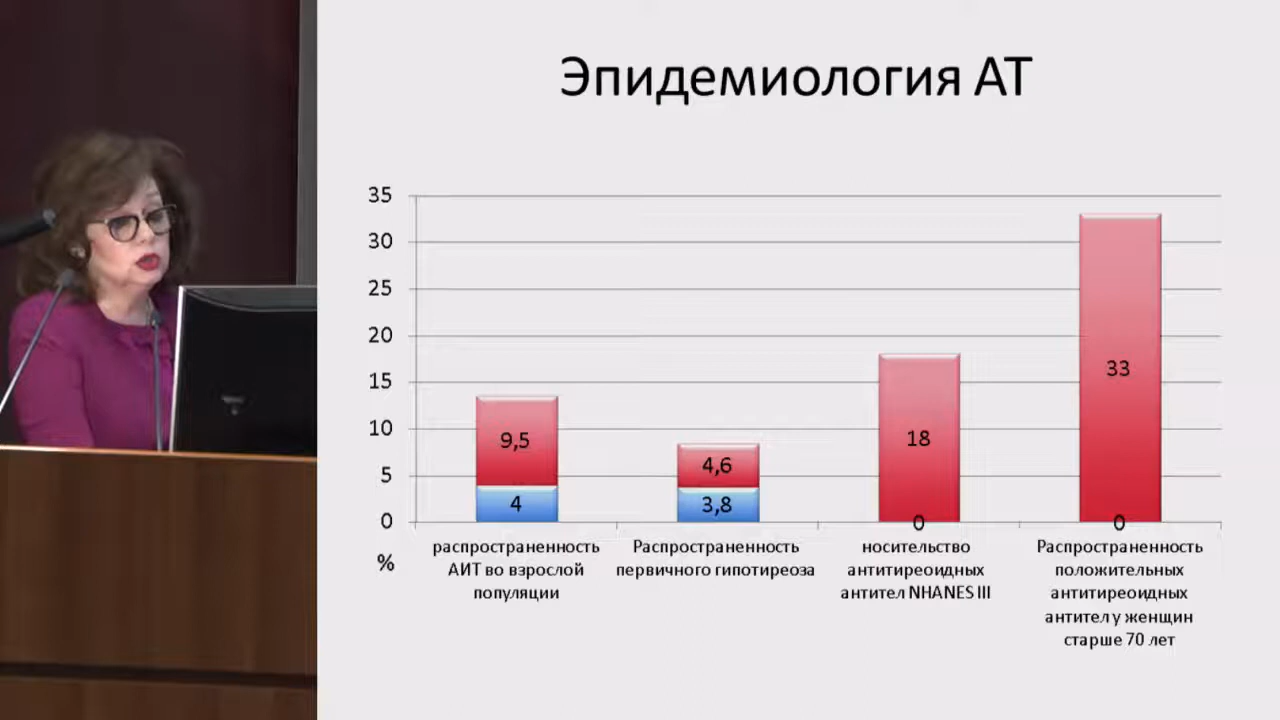 Эпидемиология АТ
35
30
25
20
15
10
5
0
%
9,5
4
4,6
3,8
18
0
33
0
распространенность
АИТ во взрослой
популяции
Распространенность
первичного гипотиреоза
носительство
антитиреоидных
антител NHANES III
Распространенность
положительных
антитиреоидных
антител у женщин
старше 70 лет